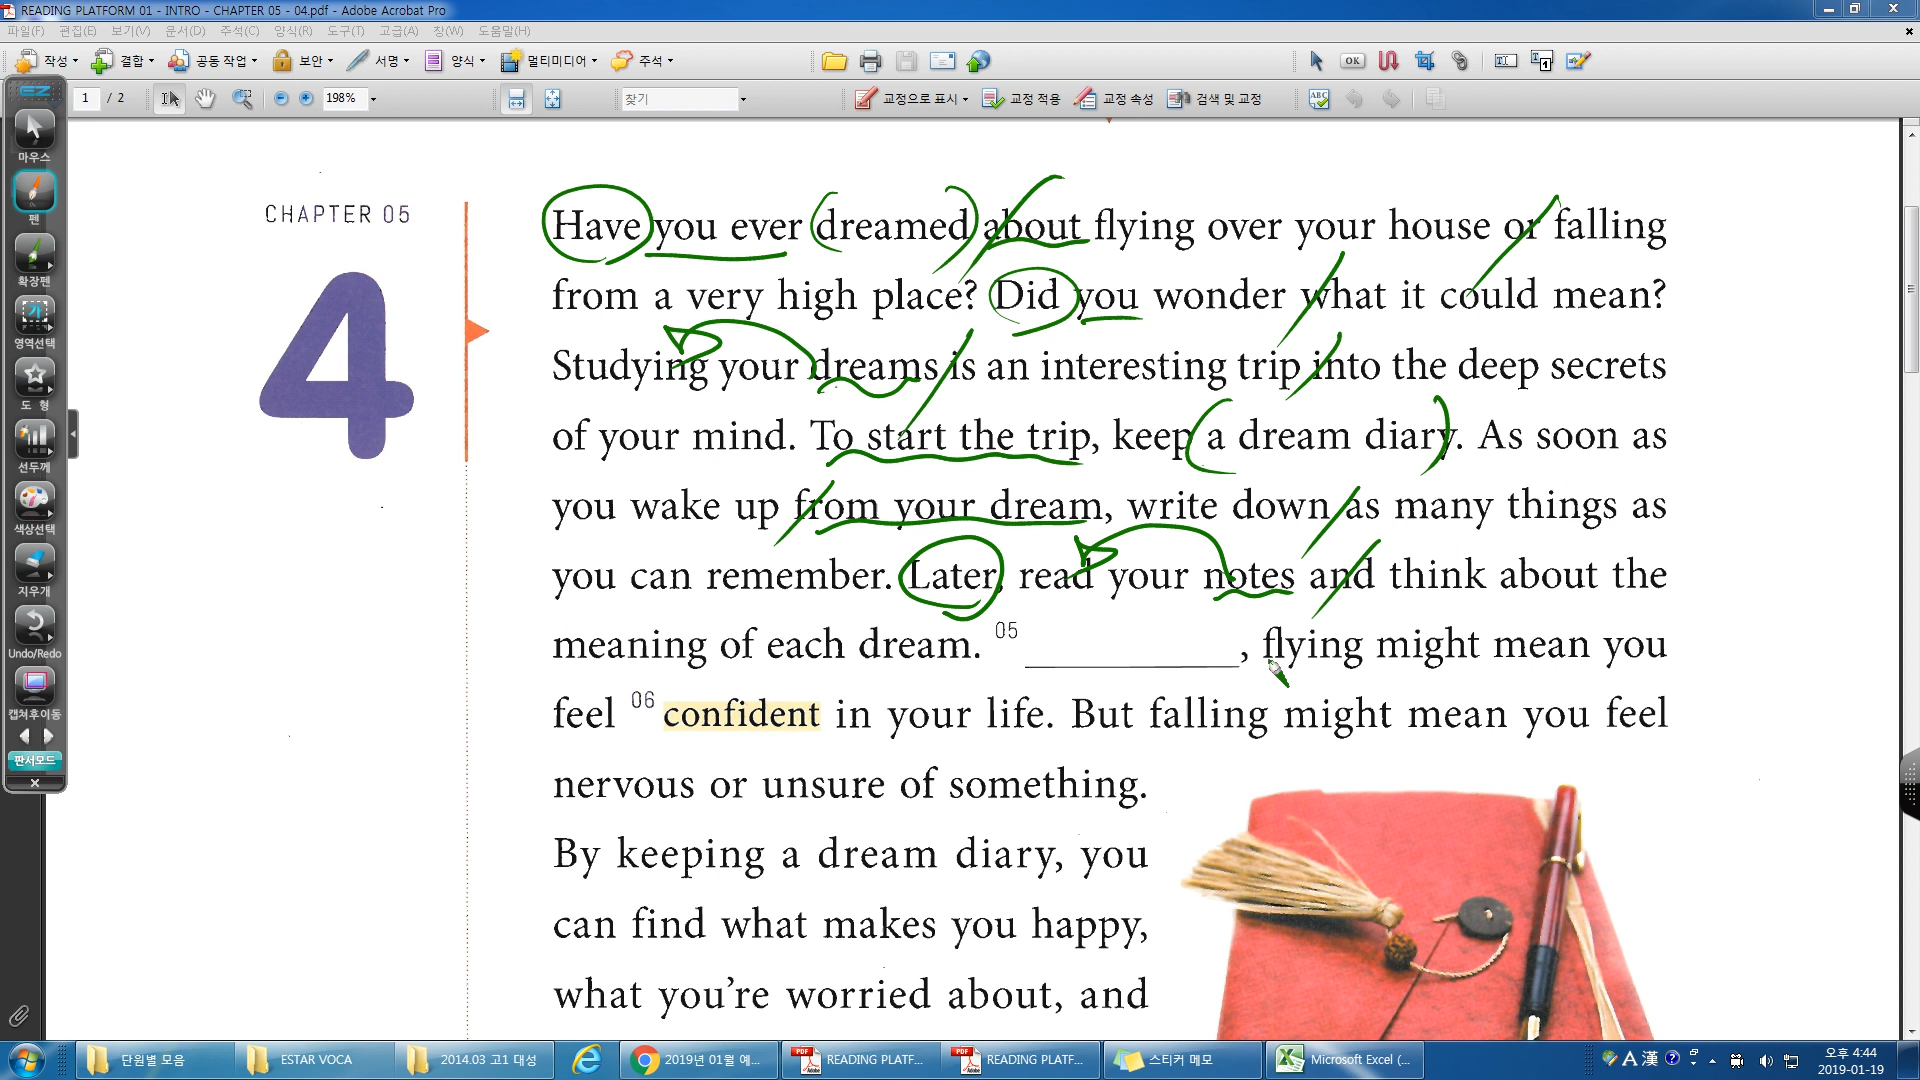 READING PLATFORM 01 - INTRO - CHAPTER 05 - 04.pdf - Adobe Acrobat Pro
파일(F) 편집(E) 보기(V) 문서(D) 주석(C) 양식(R) 도구(T) 고급(A) 창(W) 도움말(H)
작성 결합 공동 작업 보안 서명 양식 멀티미디어 주석 OK
1 / 2 198% 찾기 교정으로 표시 교정 적용 교정 속성 검색 및 교정
EZ
마우스
펜
확장펜
영역선택
도 형
선두께
색상선택
지우개
Undo/Redo
캡쳐후이동
판서모드
CHAPTER 05
4
Have you ever dreamed about flying over your house or falling
from a very high place? Did you wonder what it could mean?
Studying your dreams is an interesting trip into the deep secrets
of your mind. To start the trip, keep a dream diary. As soon as
you wake up from your dream, write down as many things as
you can remember. Later, read your notes and think about the
meaning of each dream. 05 ____________, flying might mean you
feel 06 confident in your life. But falling might mean you feel
nervous or unsure of something.
By keeping a dream diary, you
can find what makes you happy,
what you're worried about, and
단원별 모음 ESTAR VOCA 2014.03 고1 대성 2019년 01월 예... READING PLATF... READING PLATF... 스티커 메모 Microsoft Excel (... A 漢 오후 4:44
2019-01-19